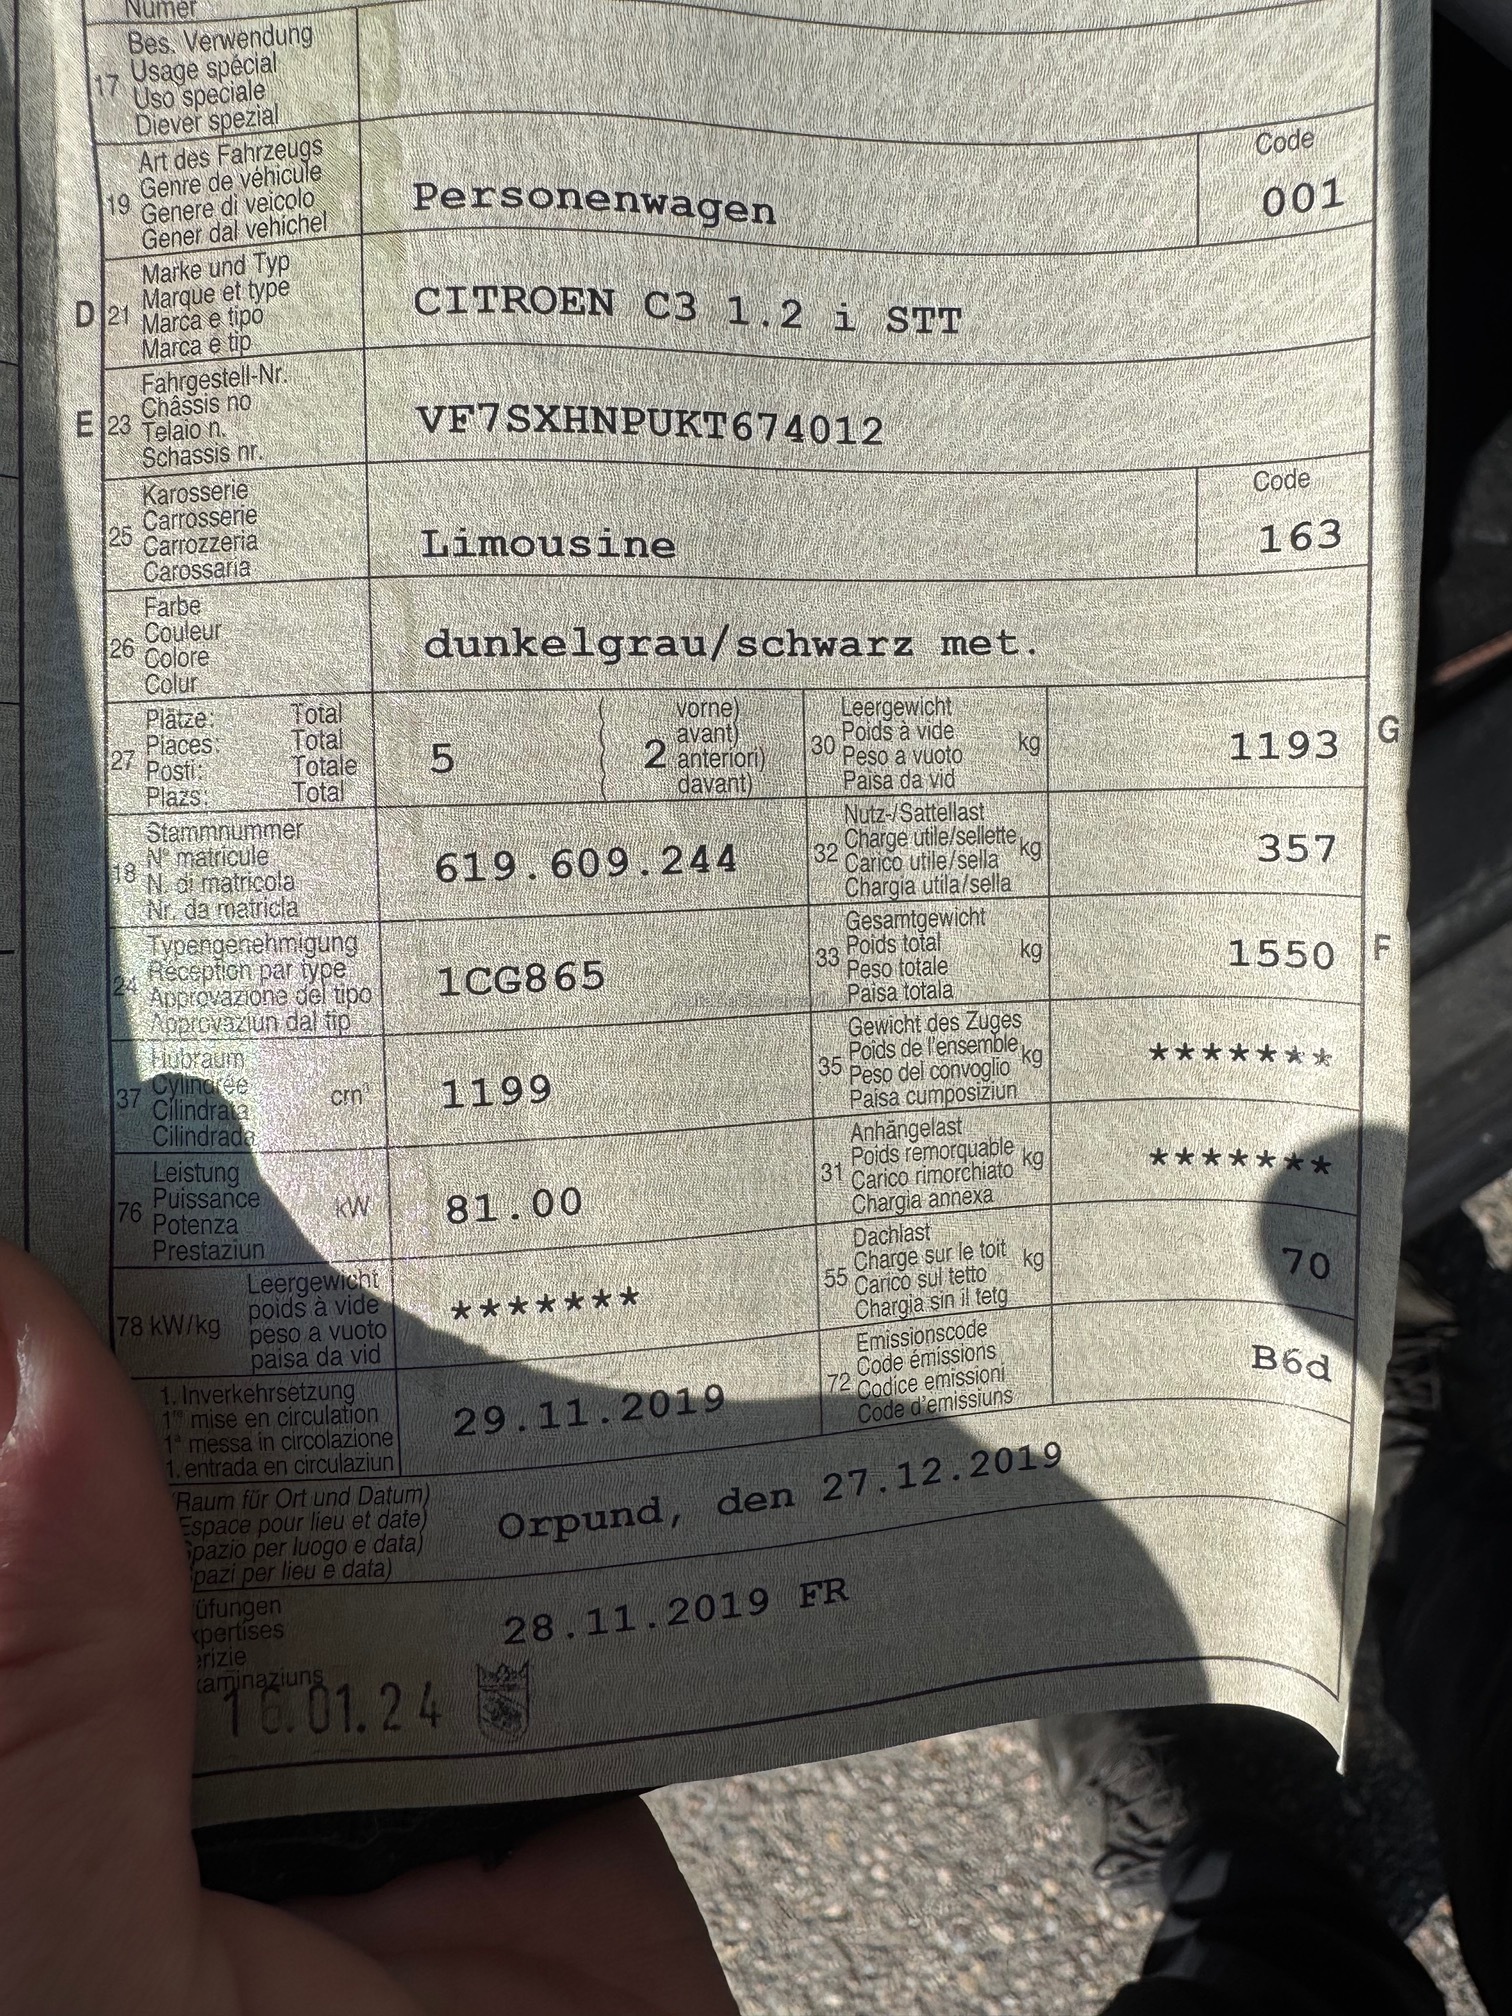 Numer
17 Bes. Verwendung
Usage spécial
Uso speciale
Diever spezial
19 Art des Fahrzeugs
Genre de véhicule
Genere di veicolo
Gener dal vehichel
Personenwagen
Code
001
D 21 Marke und Typ
Marque et type
Marca e tipo
Marca e tip
CITROEN C3 1.2 i STT
E 23 Fahrgestell-Nr.
Châssis no
Telaio n.
Schassis nr.
VF7SXHNPUKT674012
25 Karosserie
Carrosserie
Carrozzeria
Carossaria
Limousine
Code
163
26 Farbe
Couleur
Colore
Colur
dunkelgrau/schwarz met.
27 Plätze: Total
Places: Total
Posti: Totale
Plazs: Total
5
2 vorne)
avant)
anteriori)
davant)
30 Leergewicht
Poids à vide
Peso a vuoto
Paisa da vid
kg
1193 G
18 Stammnummer
N° matricule
N. di matricola
Nr. da matricla
619.609.244
32 Nutz-/Sattellast
Charge utile/sellette
Carico utile/sella
Chargia utila/sella
kg
357
24 Typengenehmigung
Réception par type
Approvazione del tipo
Approvaziun dal tip
1CG865
33 Gesamtgewicht
Poids total
Peso totale
Paisa totala
kg
1550 F
37 Hubraum
Cylindrée
Cilindrata
Cilindrada
cm³
1199
35 Gewicht des Zuges
Poids de l'ensemble
Peso del convoglio
Paisa cumposiziun
kg
*******
76 Leistung
Puissance
Potenza
Prestaziun
kW
81.00
31 Anhängelast
Poids remorquable
Carico rimorchiato
Chargia annexa
kg
*******
78 kW/kg
Leergewicht
poids à vide
peso a vuoto
paisa da vid
*******
55 Dachlast
Charge sur le toit
Carico sul tetto
Chargia sin il tetg
kg
70
1. Inverkehrsetzung
1re mise en circulation
1a messa in circolazione
1. entrada en circulaziun
29.11.2019
72 Emissionscode
Code émissions
Codice emissioni
Code d'emissiuns
B6d
(Raum für Ort und Datum)
Espace pour lieu et date)
pazio per luogo e data)
pazi per lieu e data)
Orpund, den 27.12.2019
üfungen
xpertises
erizie
xaminaziuns
28.11.2019 FR
16.01.24